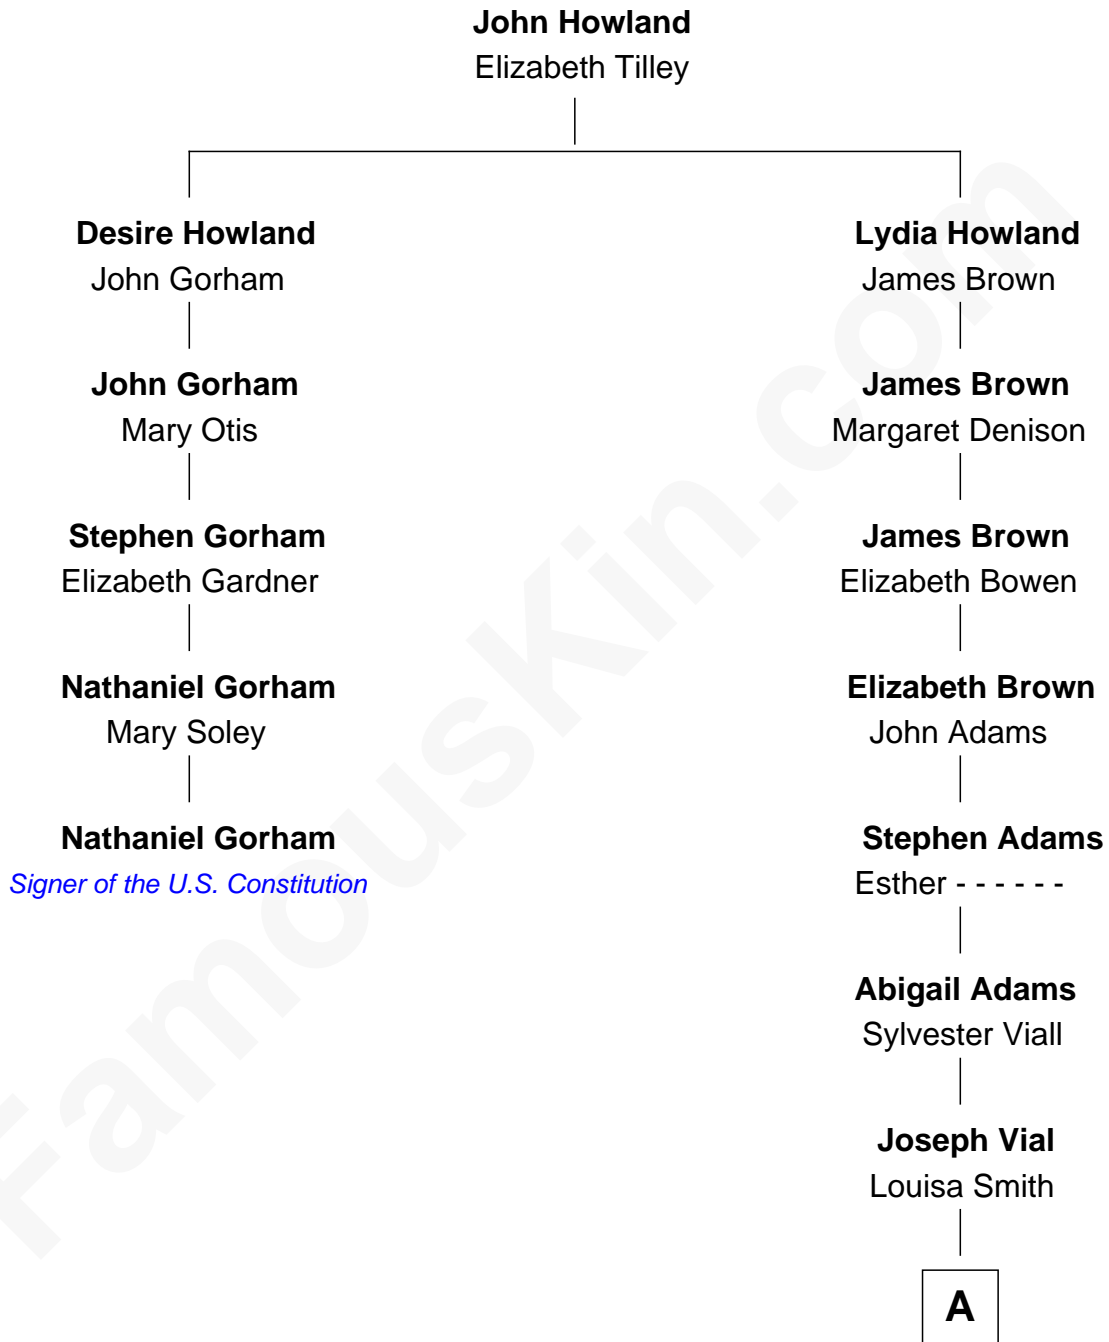 John Howland
Elizabeth Tilley
Desire Howland
John Gorham
Lydia Howland
James Brown
John Gorham
Mary Otis
James Brown
Margaret Denison
Stephen Gorham
Elizabeth Gardner
James Brown
Elizabeth Bowen
Nathaniel Gorham
Mary Soley
Elizabeth Brown
John Adams
Nathaniel Gorham
Signer of the U.S. Constitution
Stephen Adams
Esther - - - - - -
Abigail Adams
Sylvester Viall
Joseph Vial
Louisa Smith
A
FamousKin.com